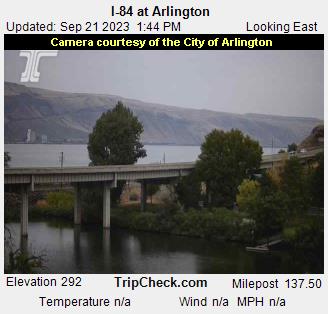 I-84 at Arlington
Updated: Sep 21 2023 1:44 PM Looking East
Camera courtesy of the City of Arlington
Elevation 292 TripCheck.com Milepost 137.50
Temperature n/a Wind n/a MPH n/a